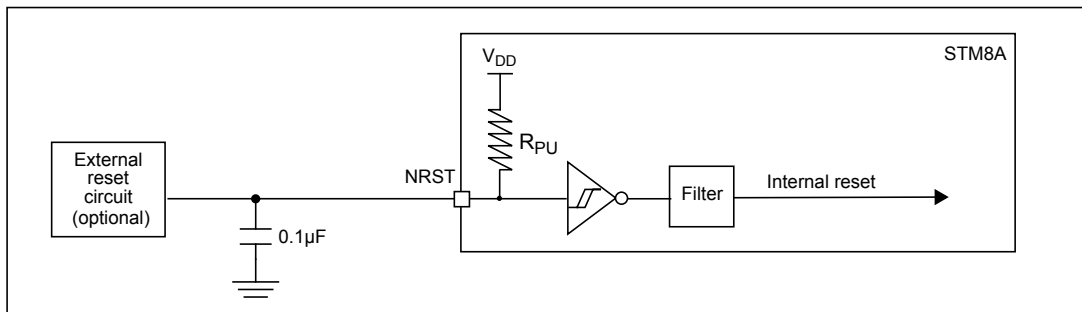 STM8A
VDD
RPU
External
reset
circuit
(optional)
NRST
Filter
Internal reset
0.1µF